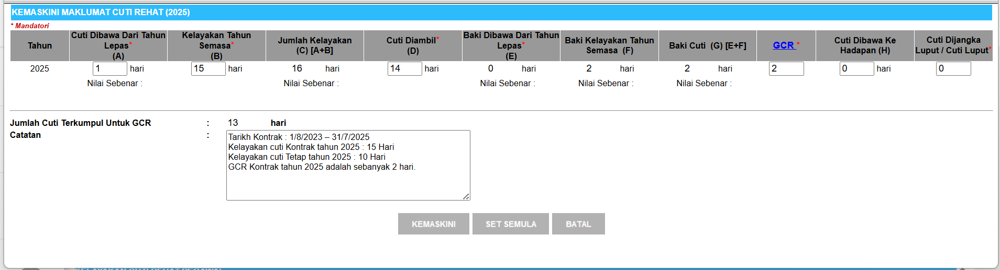 KEMASKINI MAKLUMAT CUTI REHAT (2025)
* Mandatori
Tahun
Cuti Dibawa Dari Tahun Lepas*
(A)
Kelayakan Tahun Semasa*
(B)
Jumlah Kelayakan
(C) [A+B]
Cuti Diambil*
(D)
Baki Dibawa Dari Tahun Lepas*
(E)
Baki Kelayakan Tahun Semasa (F)
Baki Cuti (G) [E+F]
GCR *
Cuti Dibawa Ke Hadapan (H)
Cuti Dijangka Luput / Cuti Luput*
2025 1 hari 15 hari 16 hari 14 hari 0 hari 2 hari 2 hari 2 0 hari 0
Nilai Sebenar : Nilai Sebenar : Nilai Sebenar : Nilai Sebenar : Nilai Sebenar :
Jumlah Cuti Terkumpul Untuk GCR : 13 hari
Catatan :
Tarikh Kontrak : 1/8/2023 – 31/7/2025
Kelayakan cuti Kontrak tahun 2025 : 15 Hari
Kelayakan cuti Tetap tahun 2025 : 10 Hari
GCR Kontrak tahun 2025 adalah sebanyak 2 hari.
KEMASKINI SET SEMULA BATAL